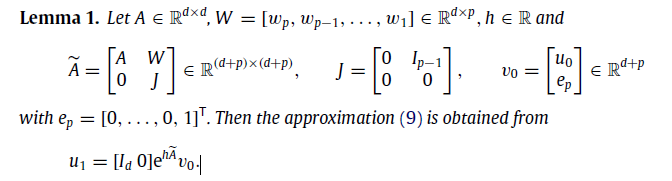 Lemma 1. Let A ∈ ℝ^{d×d}, W = [w_p, w_{p−1}, . . . , w_1] ∈ ℝ^{d×p}, h ∈ ℝ and
Ã = [A W; 0 J] ∈ ℝ^{(d+p)×(d+p)}, J = [0 I_{p−1}; 0 0], v_0 = [u_0; e_p] ∈ ℝ^{d+p}
with e_p = [0, . . . , 0, 1]^T. Then the approximation (9) is obtained from
u_1 = [I_d 0]e^{hÃ}v_0.